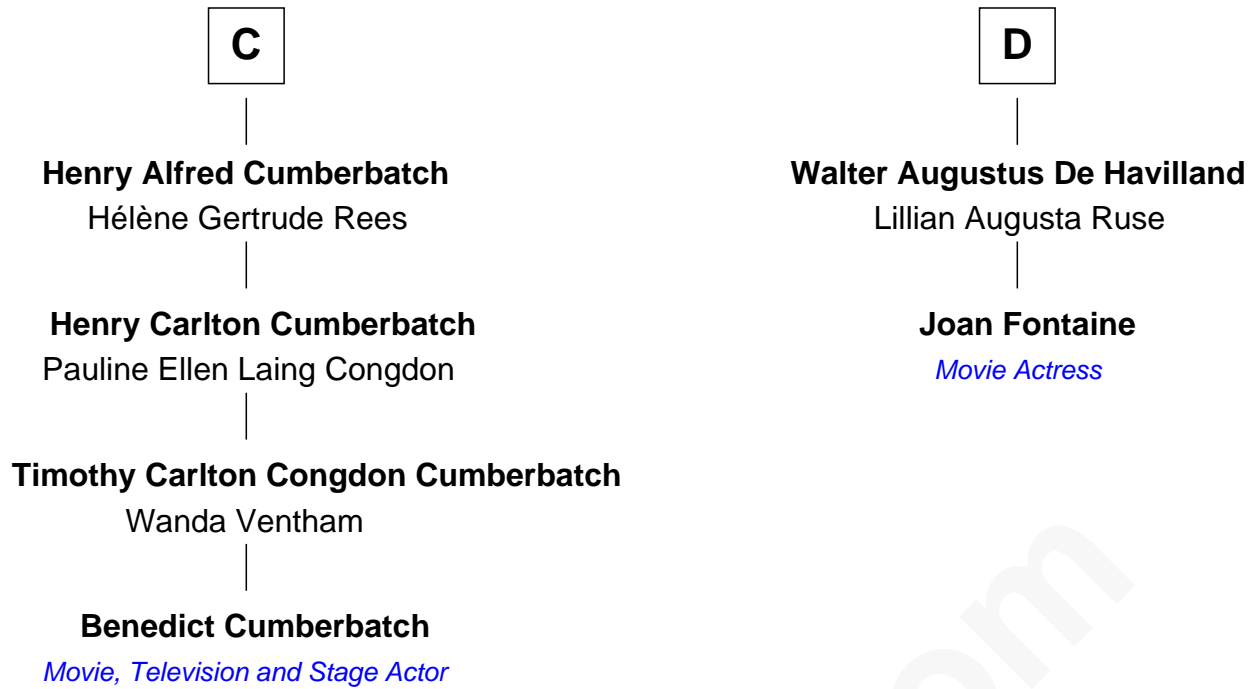 C
Henry Alfred Cumberbatch
Hélène Gertrude Rees
Henry Carlton Cumberbatch
Pauline Ellen Laing Congdon
Timothy Carlton Congdon Cumberbatch
Wanda Ventham
Benedict Cumberbatch
Movie, Television and Stage Actor
D
Walter Augustus De Havilland
Lillian Augusta Ruse
Joan Fontaine
Movie Actress
om